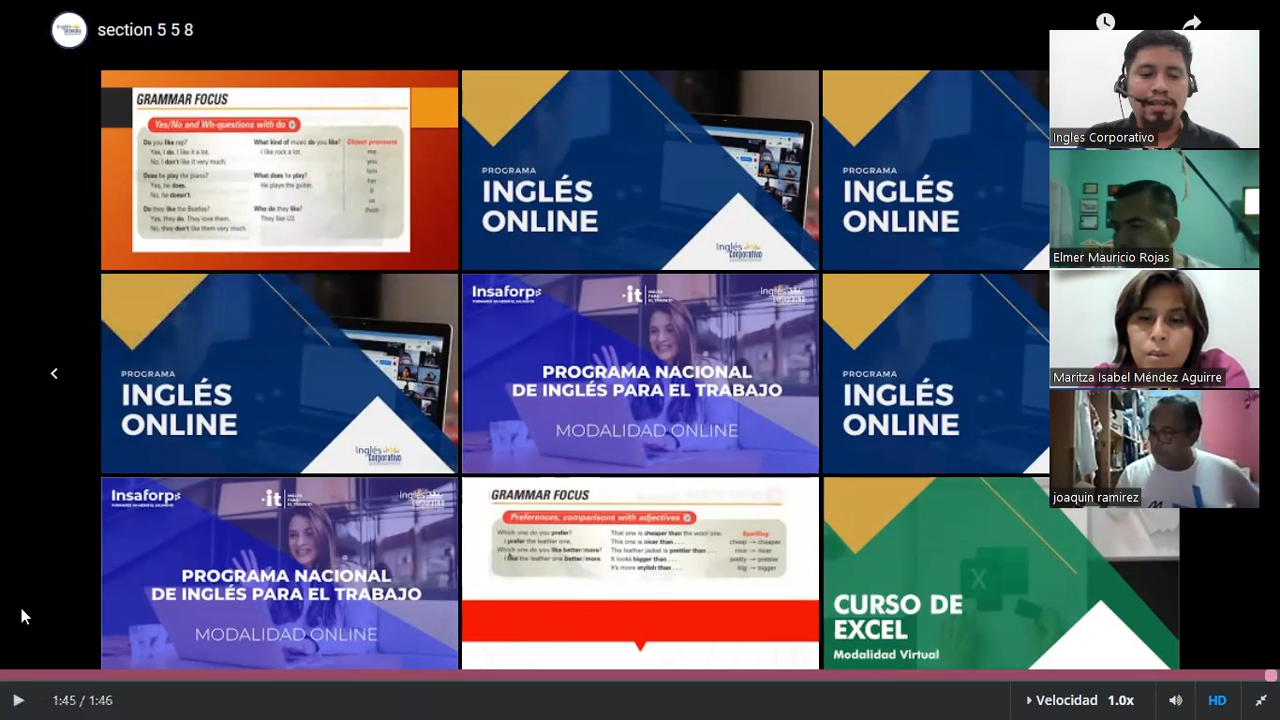 section 5 5 8
GRAMMAR FOCUS
Yes/No and Wh-questions with do
Do you like rap?
Yes, I do. I like it a lot.
No, I don't like it very much.
Does he play the piano?
Yes, he does.
No, he doesn't.
Do they like the Beatles?
Yes, they do. They love them.
No, they don't like them very much.
What kind of music do you like?
I like rock a lot.
What does he play?
He plays the guitar.
Who do they like?
They like U2.
Object pronouns
me
you
him
her
it
us
them
PROGRAMA
INGLÉS
ONLINE
Inglés
Corporativo
PROGRAMA
INGLÉS
ONLINE
Ingles Corporativo
Elmer Mauricio Rojas
Maritza Isabel Méndez Aguirre
joaquin ramirez
PROGRAMA
INGLÉS
ONLINE
Inglés
Corporativo
Insaforp
.it
PROGRAMA NACIONAL
DE INGLÉS PARA EL TRABAJO
MODALIDAD ONLINE
PROGRAMA
INGLÉS
ONLINE
Insaforp
.it
PROGRAMA NACIONAL
DE INGLÉS PARA EL TRABAJO
MODALIDAD ONLINE
GRAMMAR FOCUS
Preferences, comparisons with adjectives
Which one do you prefer?
I prefer the leather one.
Which one do you like better/more?
I like the leather one better/more.
That one is cheaper than the wool one.
This one is nicer than . . .
The leather jacket is prettier than . . .
It looks bigger than . . .
It's more stylish than . . .
Spelling
cheap → cheaper
nice → nicer
pretty → prettier
big → bigger
CURSO DE
EXCEL
Modalidad Virtual
1:45 / 1:46
Velocidad 1.0x
HD